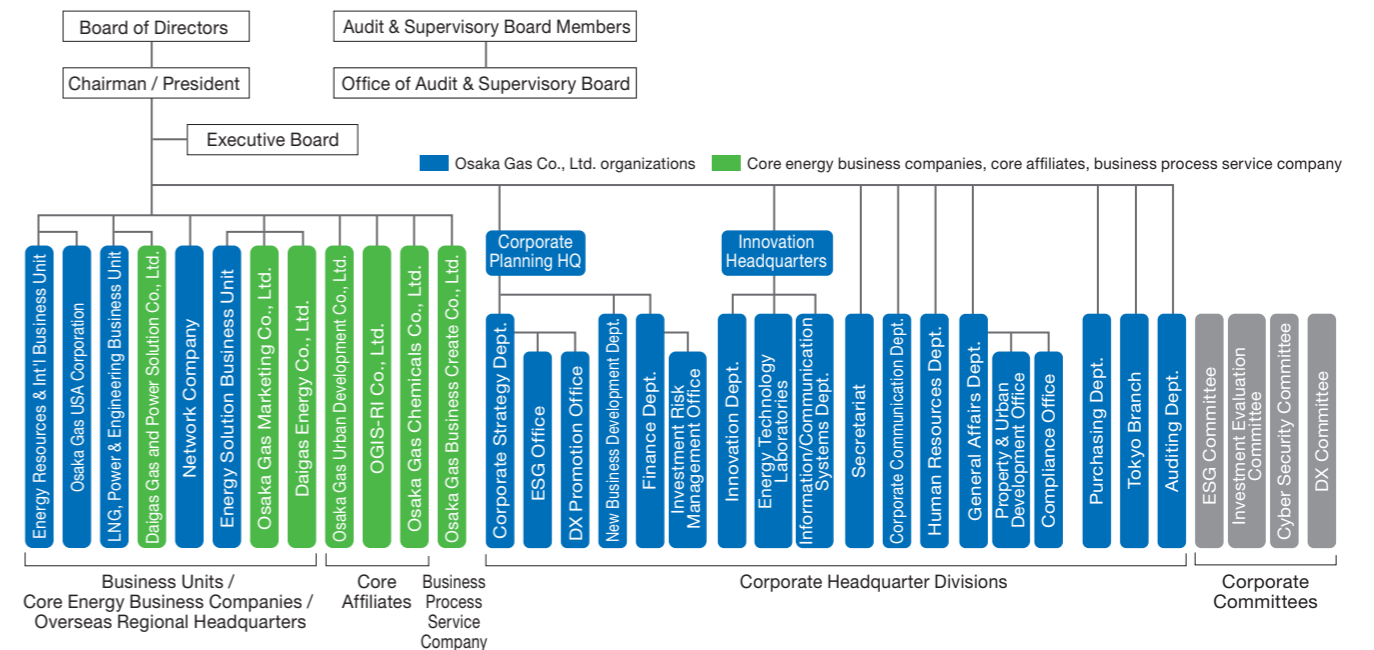 Board of Directors
Audit & Supervisory Board Members
Chairman / President
Office of Audit & Supervisory Board
Executive Board
Osaka Gas Co., Ltd. organizations
Core energy business companies, core affiliates, business process service company
Corporate
Planning HQ
Innovation
Headquarters
Energy Resources & Int'l Business Unit
Osaka Gas USA Corporation
LNG, Power & Engineering Business Unit
Daigas Gas and Power Solution Co., Ltd.
Network Company
Energy Solution Business Unit
Osaka Gas Marketing Co., Ltd.
Daigas Energy Co., Ltd.
Osaka Gas Urban Development Co., Ltd.
OGIS-RI Co., Ltd.
Osaka Gas Chemicals Co., Ltd.
Osaka Gas Business Create Co., Ltd.
Corporate Strategy Dept.
ESG Office
DX Promotion Office
New Business Development Dept.
Finance Dept.
Investment Risk
Management Office
Innovation Dept.
Energy Technology
Laboratories
Information/Communication
Systems Dept.
Secretariat
Corporate Communication Dept.
Human Resources Dept.
General Affairs Dept.
Property & Urban
Development Office
Compliance Office
Purchasing Dept.
Tokyo Branch
Auditing Dept.
ESG Committee
Investment Evaluation
Committee
Cyber Security Committee
DX Committee
Business Units /
Core Energy Business Companies /
Overseas Regional Headquarters
Core
Affiliates
Business
Process
Service
Company
Corporate Headquarter Divisions
Corporate
Committees